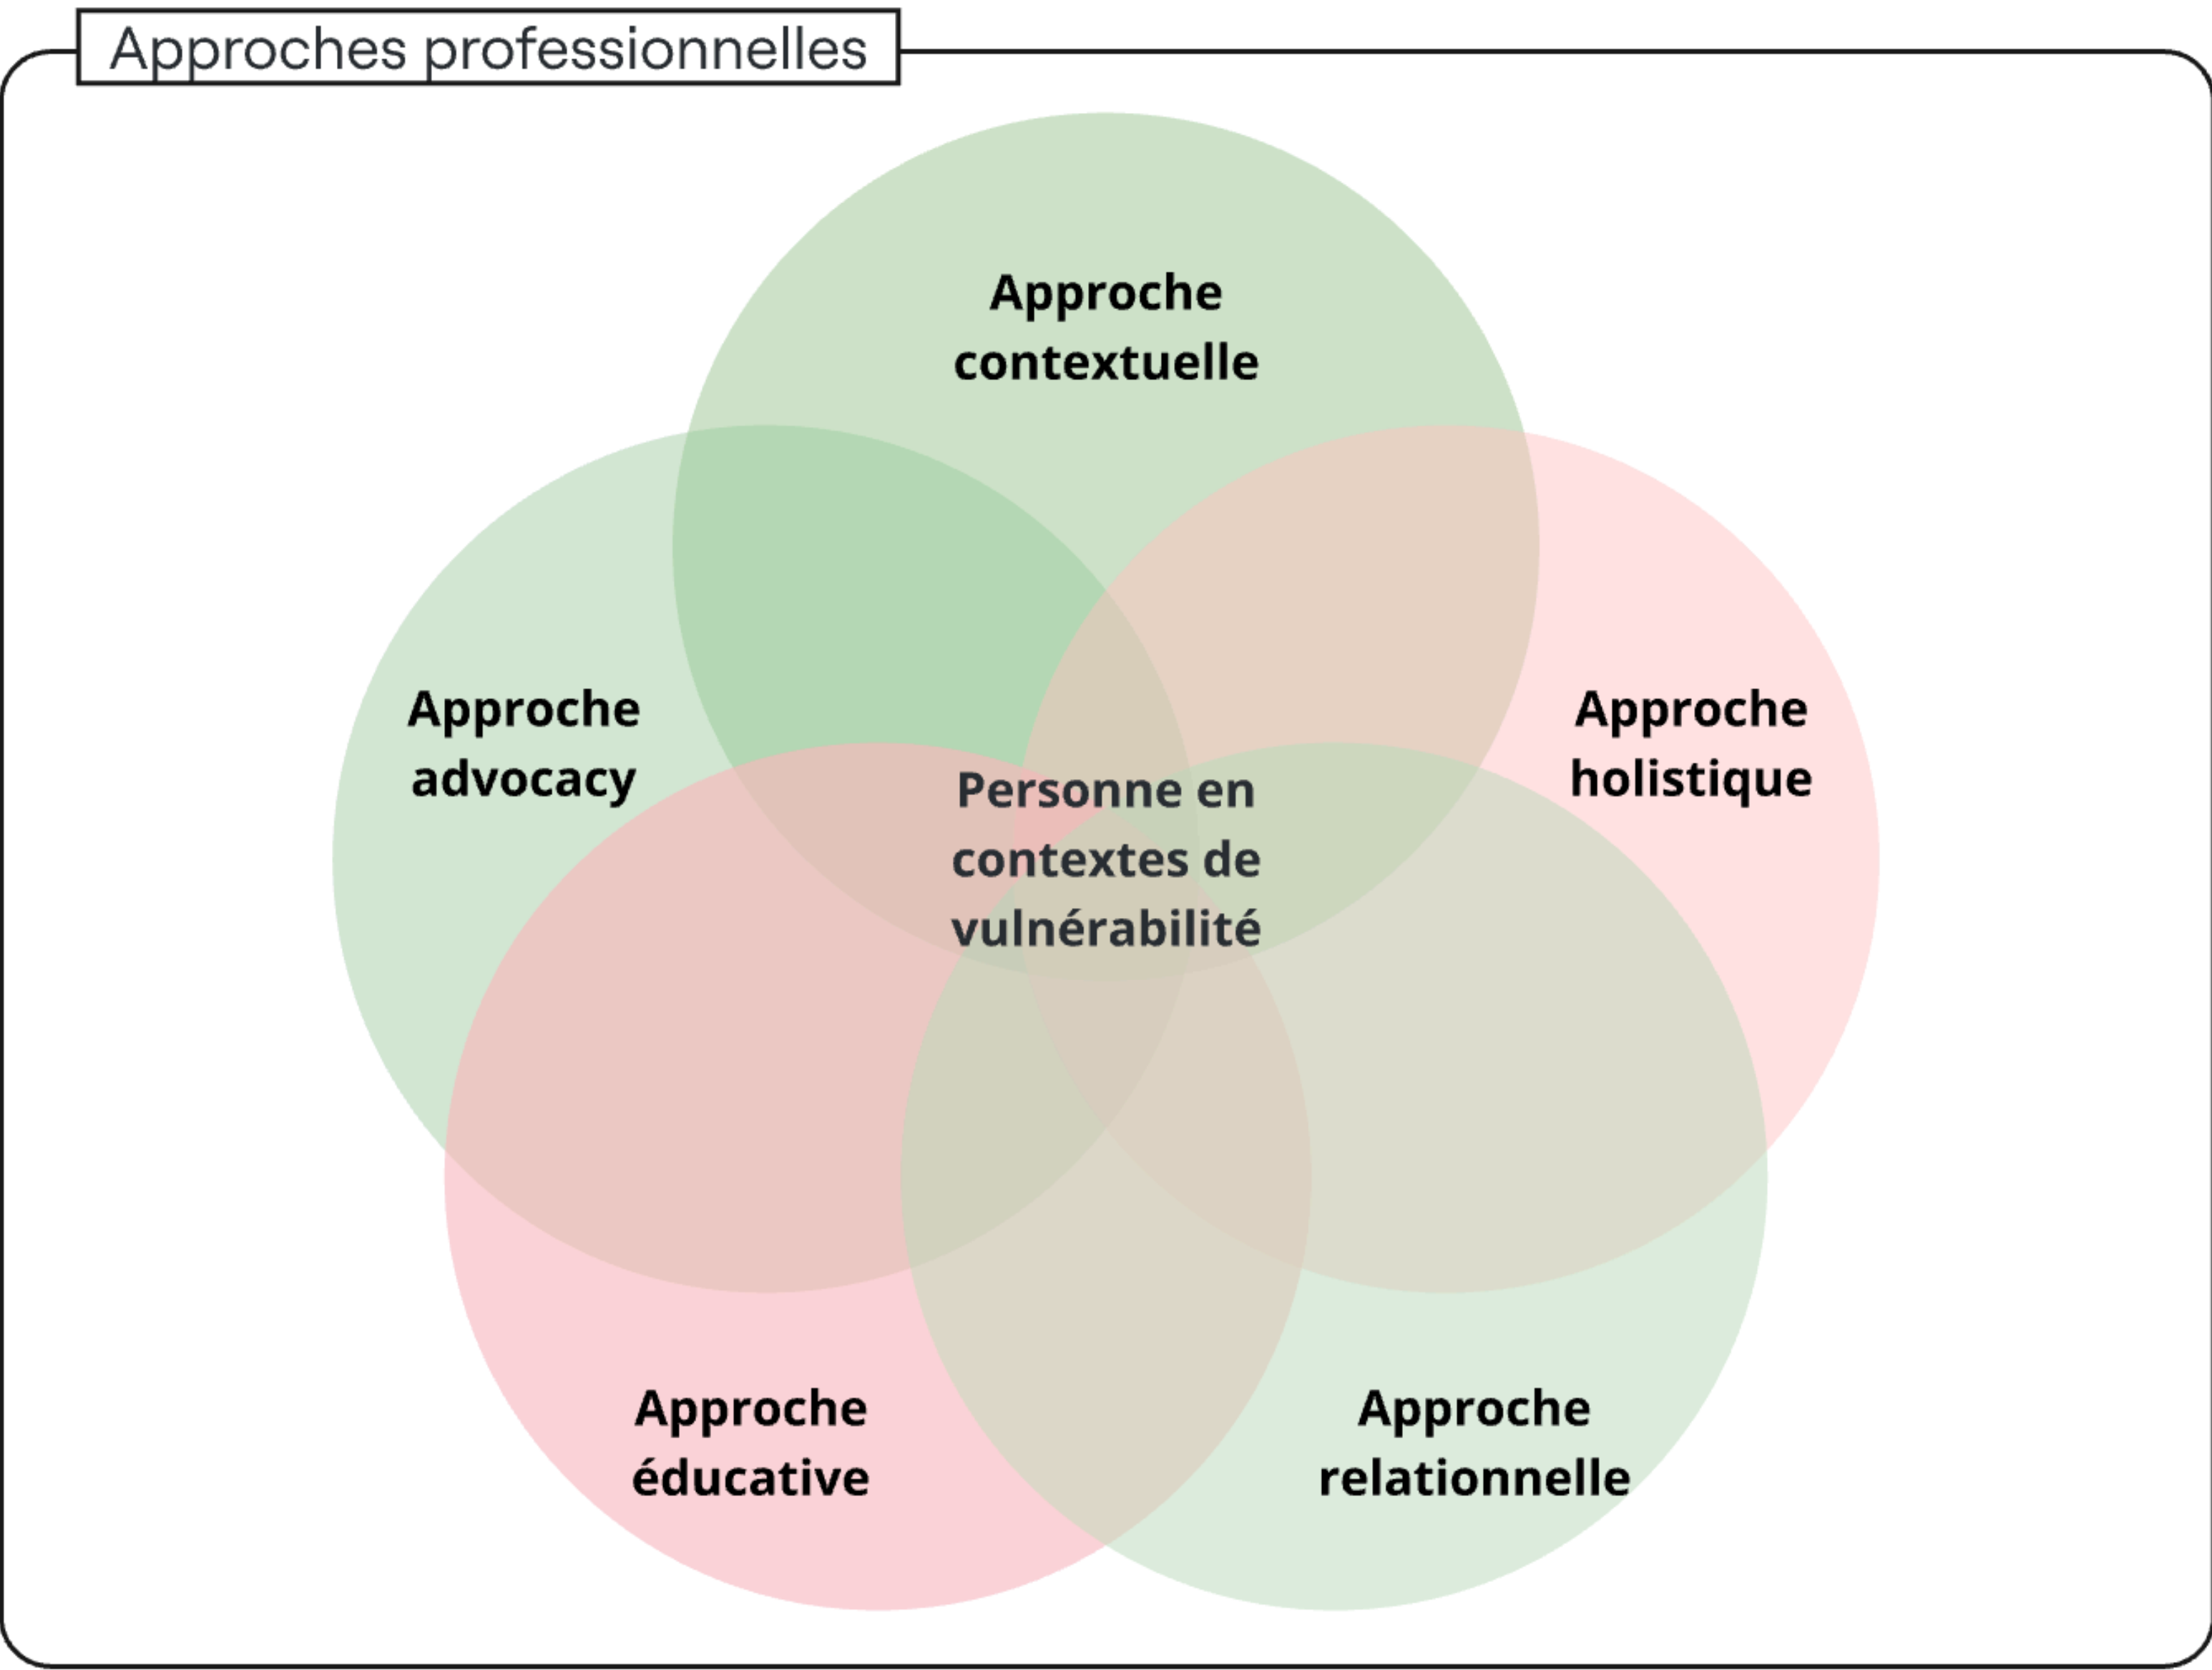 Approches professionnelles
Approche
contextuelle
Approche
advocacy
Approche
holistique
Personne en
contextes de
vulnérabilité
Approche
éducative
Approche
relationnelle